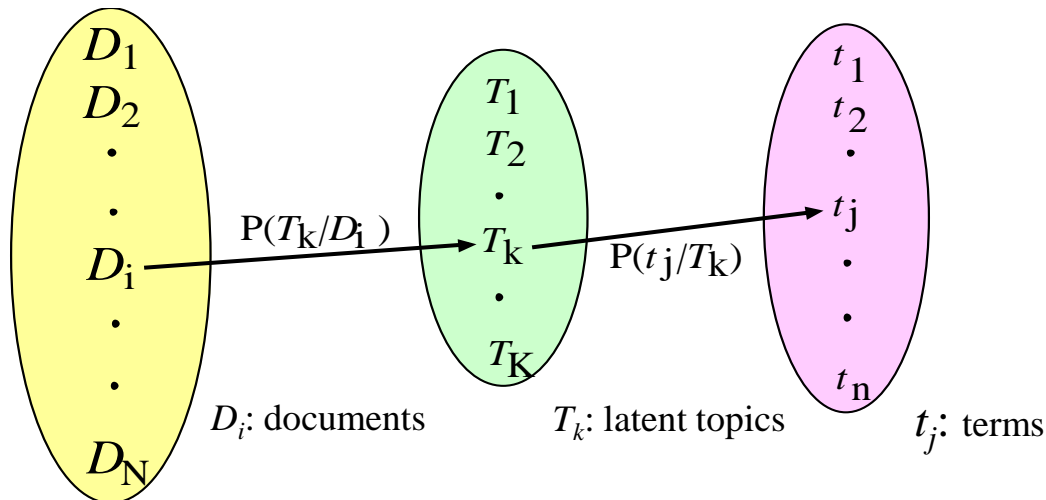 D1
D2
.
.
Di
.
.
DN
P(Tk/Di)
Di: documents
T1
T2
.
Tk
.
TK
P(tj/Tk)
Tk: latent topics
t1
t2
.
tj
.
.
tn
tj: terms